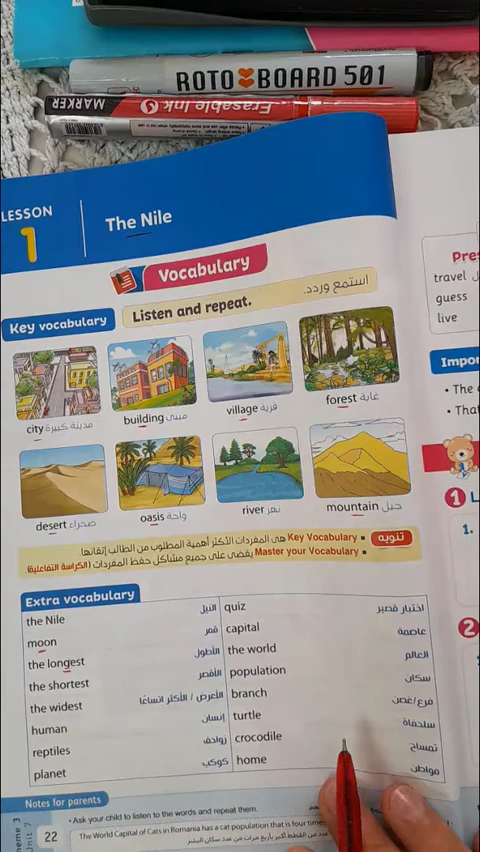 ROTO BOARD 501
MARKER Erasable Ink
LESSON
1
The Nile
Vocabulary
Key vocabulary
Listen and repeat.
استمع وردد.
city مدينة كبيرة
building مبنى
village قرية
forest غابة
desert صحراء
oasis واحة
river نهر
mountain جبل
تنويه
Key Vocabulary هى المفردات الأكثر أهمية المطلوب من الطالب إتقانها.
Master your Vocabulary يقضى على جميع مشاكل حفظ المفردات (الكراسة التفاعلية)
Extra vocabulary
the Nile النيل
moon قمر
the longest الأطول
the shortest الأقصر
the widest الأعرض / الأكثر اتساعًا
human إنسان
reptiles زواحف
planet كوكب
quiz اختبار قصير
capital عاصمة
the world العالم
population سكان
branch فرع/غصن
turtle سلحفاة
crocodile تمساح
home مواطن
Notes for parents
• Ask your child to listen to the words and repeat them.
The World Capital of Cats in Romania has a cat population that is four times
22
Unit 7
travel
guess
live
• The
1
1.
2